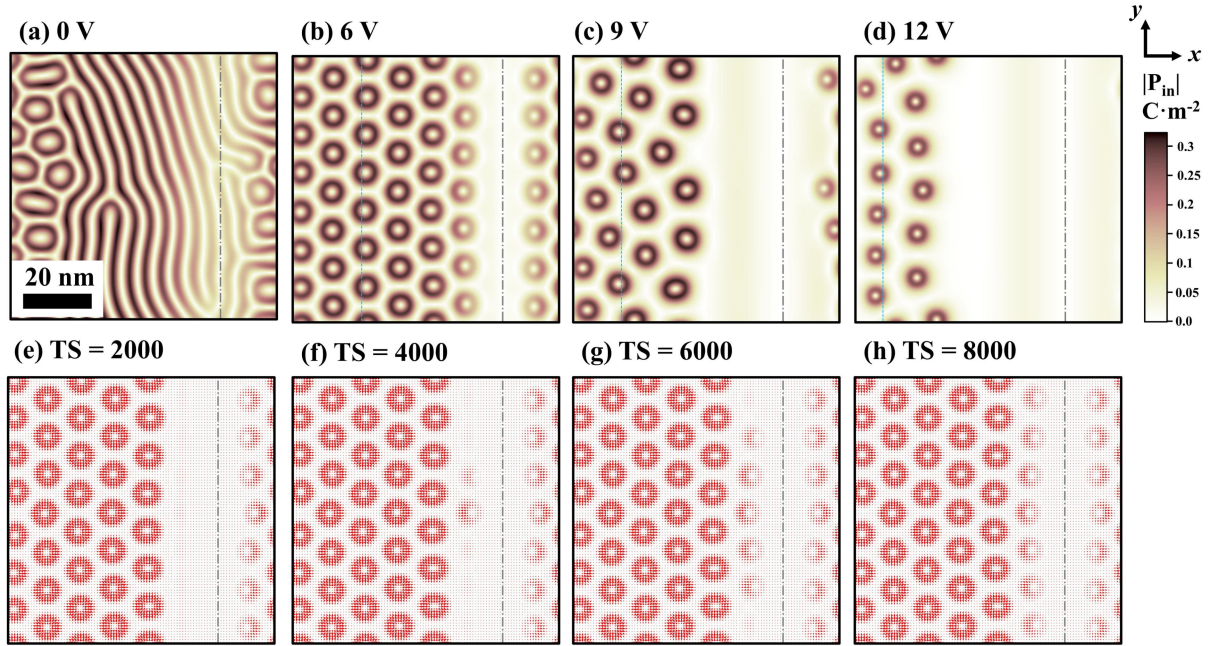 (a) 0 V
(b) 6 V
(c) 9 V
(d) 12 V
y
x
|Pin|
C·m-2
0.3
0.25
0.2
0.15
0.1
0.05
0.0
20 nm
(e) TS = 2000
(f) TS = 4000
(g) TS = 6000
(h) TS = 8000